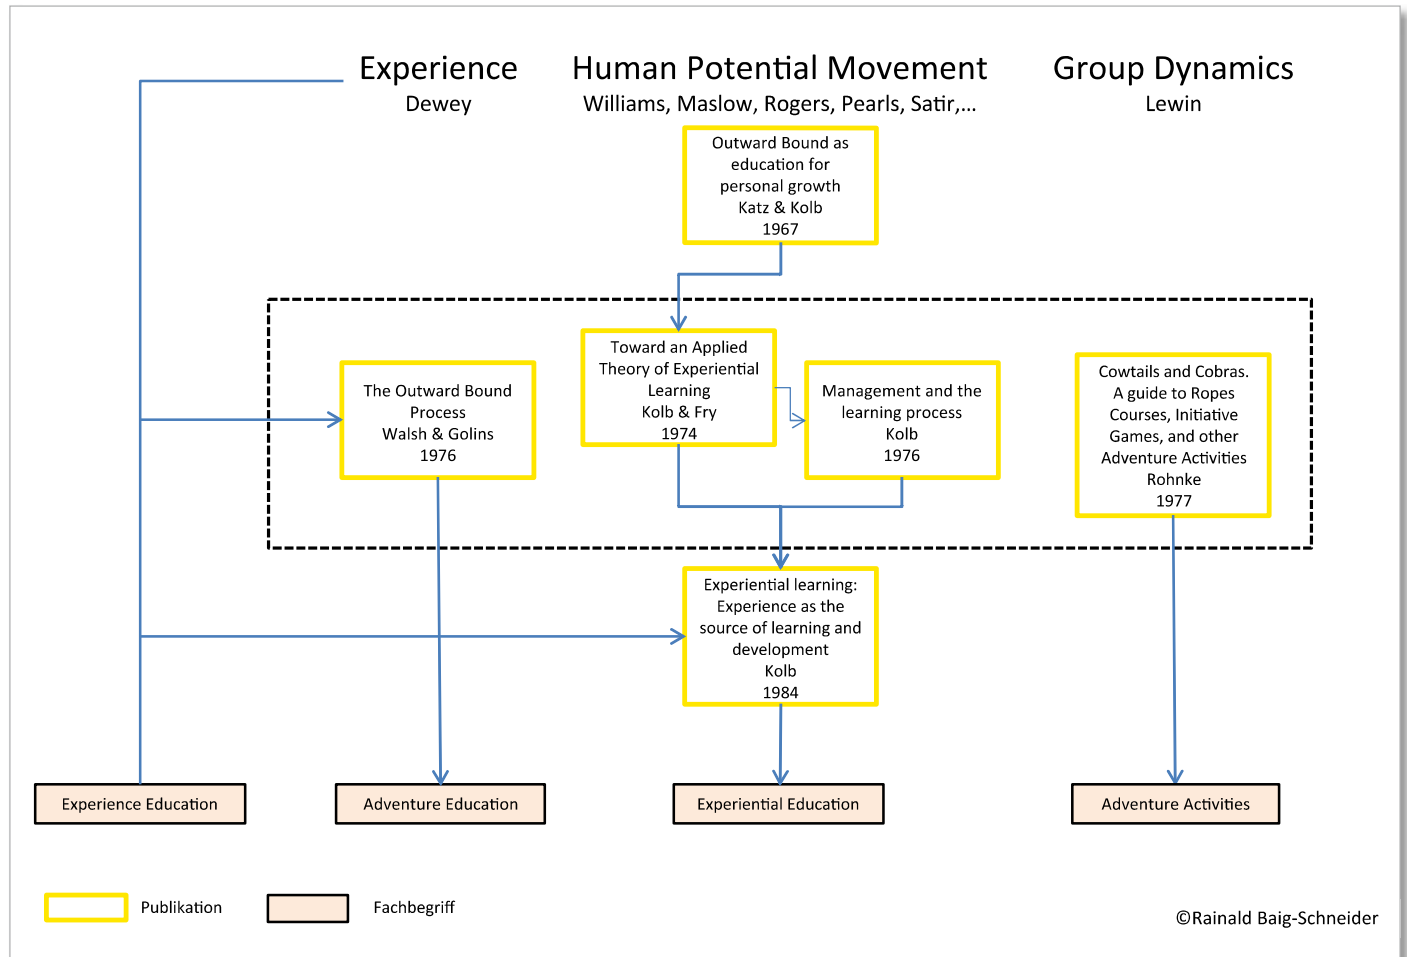 Experience
Dewey
Human Potential Movement
Williams, Maslow, Rogers, Pearls, Satir,...
Group Dynamics
Lewin
Outward Bound as
education for
personal growth
Katz & Kolb
1967
The Outward Bound
Process
Walsh & Golins
1976
Toward an Applied
Theory of Experiential
Learning
Kolb & Fry
1974
Management and the
learning process
Kolb
1976
Cowtails and Cobras.
A guide to Ropes
Courses, Initiative
Games, and other
Adventure Activities
Rohnke
1977
Experiential learning:
Experience as the
source of learning and
development
Kolb
1984
Experience Education
Adventure Education
Experiential Education
Adventure Activities
Publikation
Fachbegriff
©Rainald Baig-Schneider